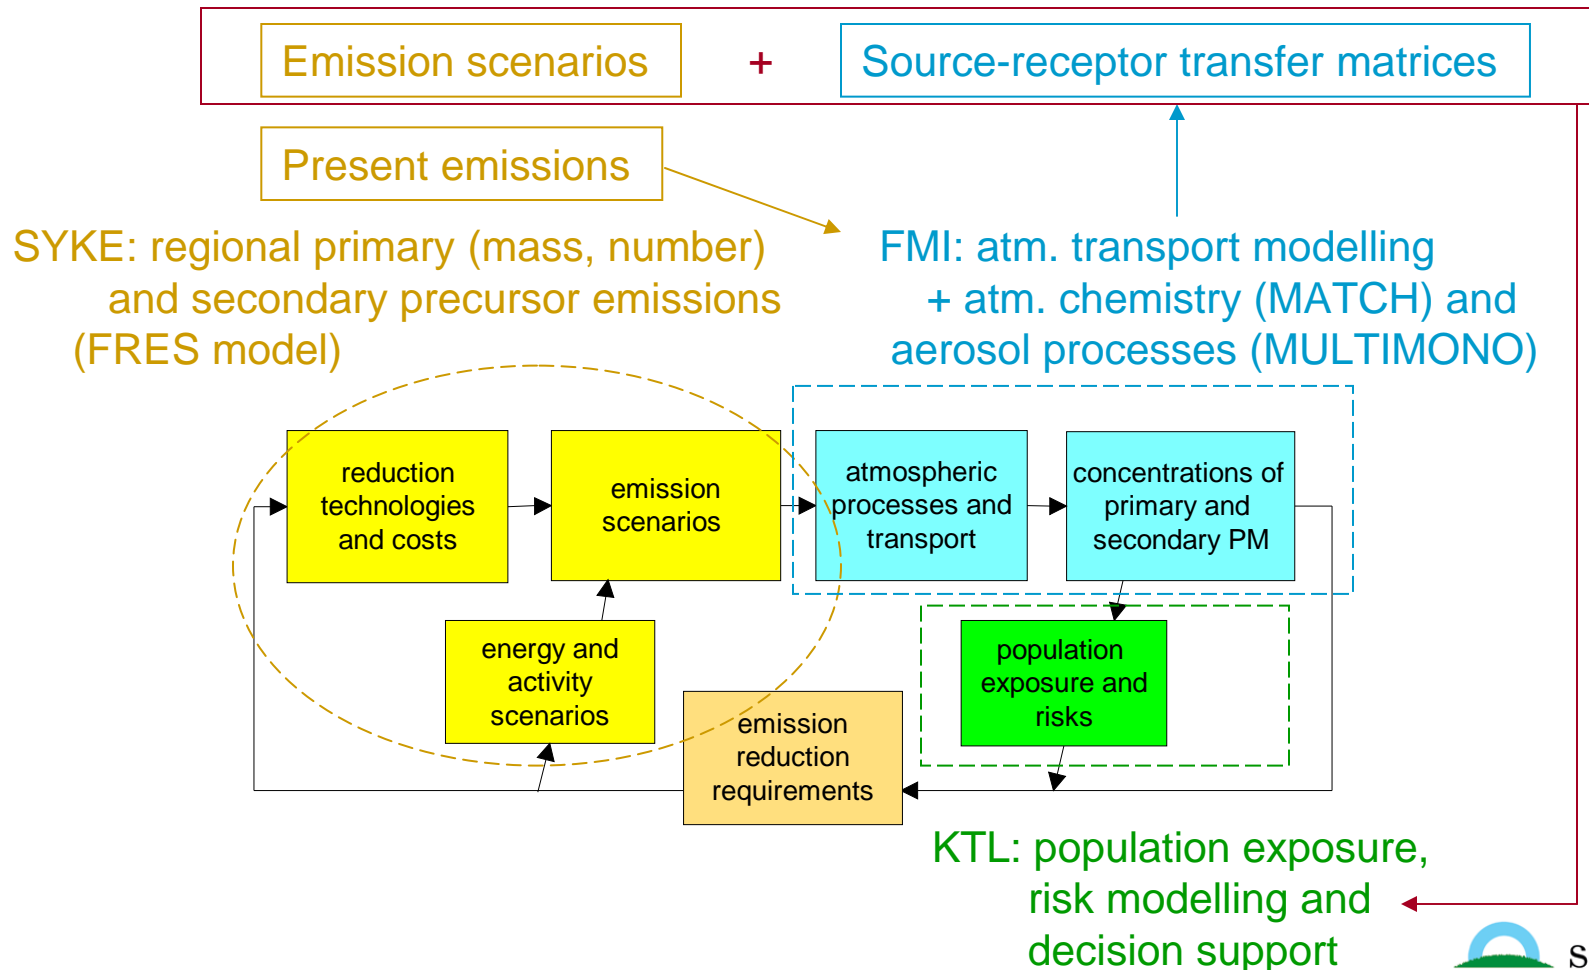 Emission scenarios + Source-receptor transfer matrices
Present emissions
SYKE: regional primary (mass, number)
and secondary precursor emissions
(FRES model)
FMI: atm. transport modelling
+ atm. chemistry (MATCH) and
aerosol processes (MULTIMONO)
reduction
technologies
and costs
emission
scenarios
atmospheric
processes and
transport
concentrations of
primary and
secondary PM
energy and
activity
scenarios
population
exposure and
risks
emission
reduction
requirements
KTL: population exposure,
risk modelling and
decision support
S